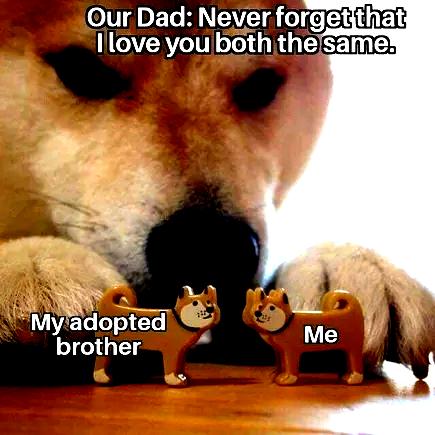 Our Dad: Never forget that
I love you both the same.
My adopted
brother
Me